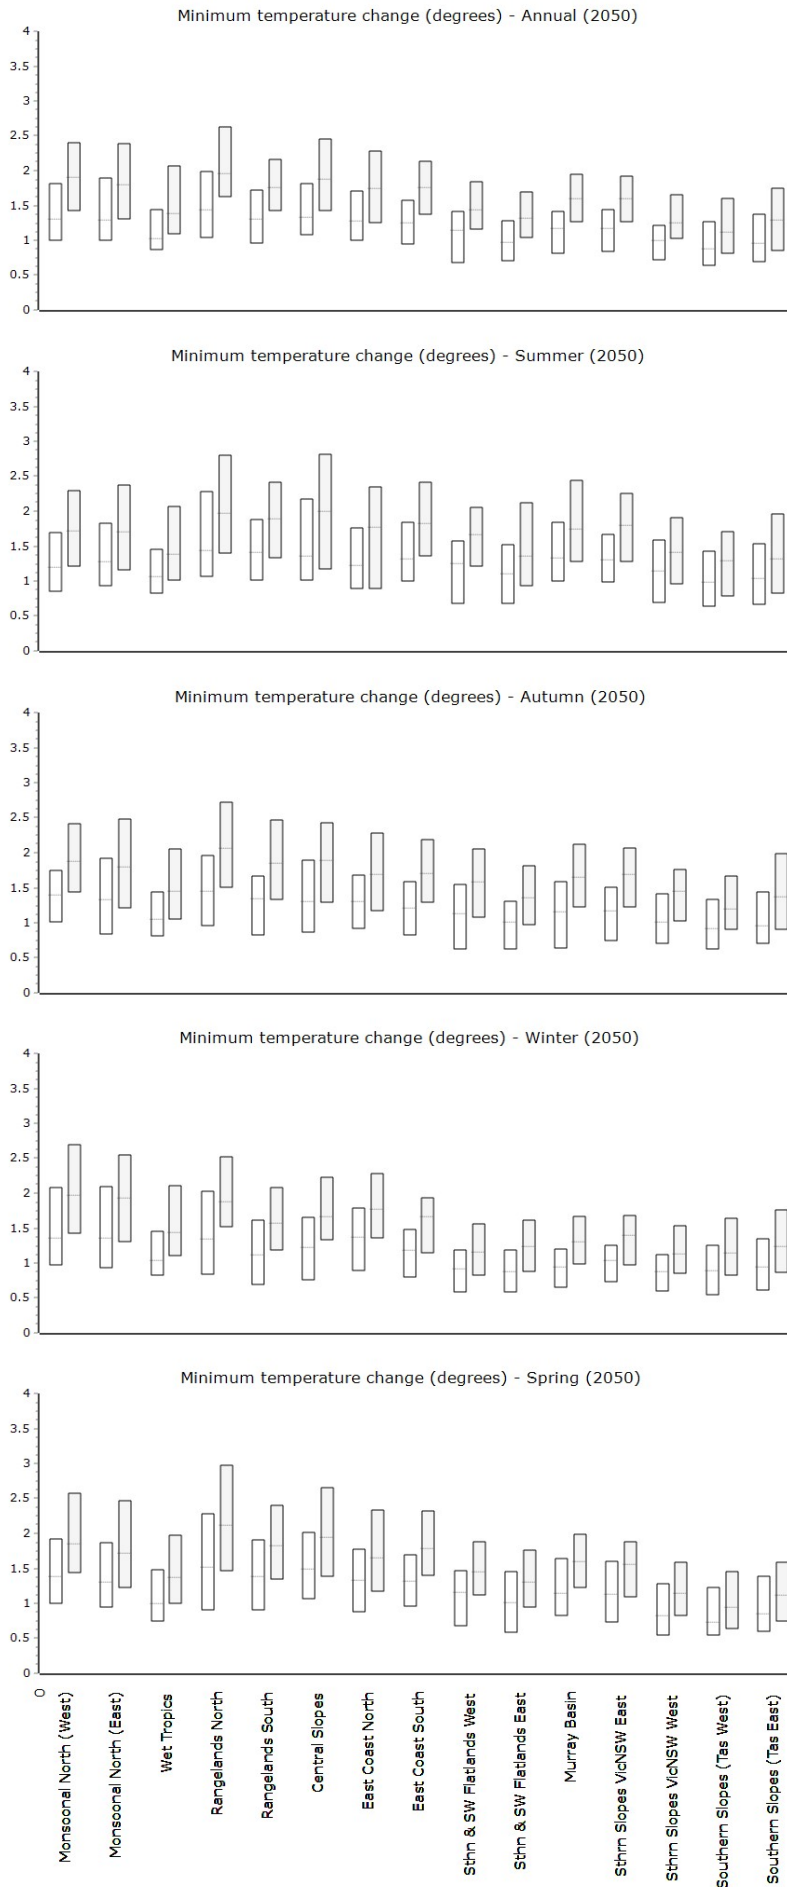 Minimum temperature change (degrees) - Annual (2050)
4
3.5
3
2.5
2
1.5
1
0.5
0
Minimum temperature change (degrees) - Summer (2050)
4
3.5
3
2.5
2
1.5
1
0.5
0
Minimum temperature change (degrees) - Autumn (2050)
4
3.5
3
2.5
2
1.5
1
0.5
0
Minimum temperature change (degrees) - Winter (2050)
4
3.5
3
2.5
2
1.5
1
0.5
0
Minimum temperature change (degrees) - Spring (2050)
4
3.5
3
2.5
2
1.5
1
0.5
0
0
Monsoonal North (West)
Monsoonal North (East)
Wet Tropics
Rangelands North
Rangelands South
Central Slopes
East Coast North
East Coast South
Sthn & SW Flatlands West
Sthn & SW Flatlands East
Murray Basin
Sthrn Slopes VicNSW East
Sthrn Slopes VicNSW West
Southern Slopes (Tas West)
Southern Slopes (Tas East)